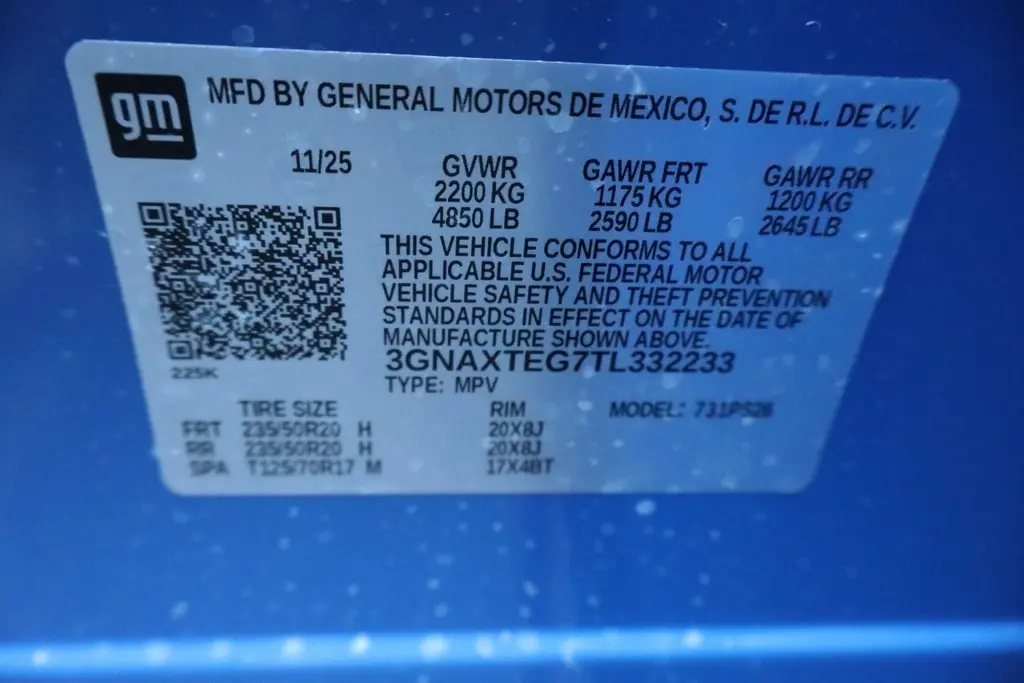 gm
MFD BY GENERAL MOTORS DE MEXICO, S. DE R.L. DE C.V.
11/25 GVWR GAWR FRT GAWR RR
2200 KG 1175 KG 1200 KG
4850 LB 2590 LB 2645 LB
THIS VEHICLE CONFORMS TO ALL
APPLICABLE U.S. FEDERAL MOTOR
VEHICLE SAFETY AND THEFT PREVENTION
STANDARDS IN EFFECT ON THE DATE OF
MANUFACTURE SHOWN ABOVE.
3GNAXTEG7TL332233
225K
TYPE: MPV
TIRE SIZE RIM MODEL: 731PS26
FRT 235/50R20 H 20X8J
RR 235/50R20 H 20X8J
SPA T125/70R17 M 17X4BT